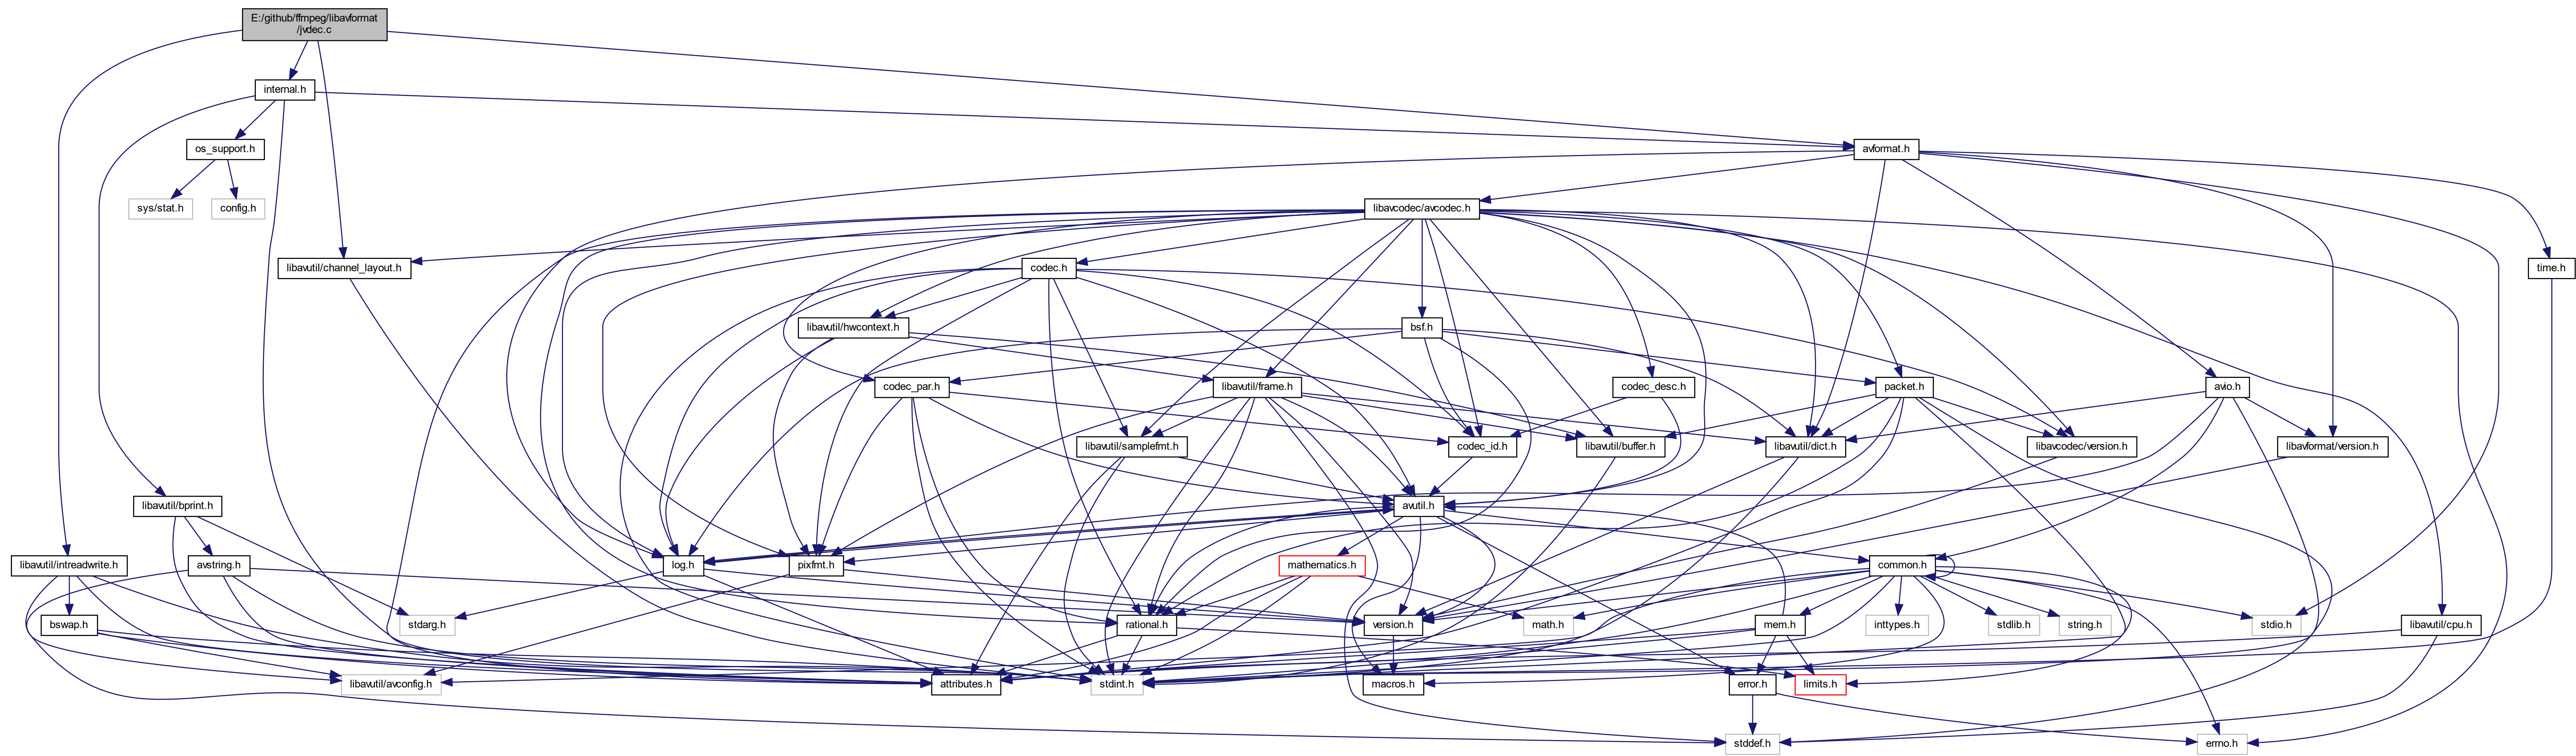 E:/github/ffmpeg/libavformat
/jvdec.c
internal.h
os_support.h
avformat.h
sys/stat.h
config.h
libavcodec/avcodec.h
libavutil/channel_layout.h
codec.h
time.h
libavutil/hwcontext.h
bsf.h
codec_par.h
libavutil/frame.h
codec_desc.h
packet.h
avio.h
libavutil/samplefmt.h
codec_id.h
libavutil/buffer.h
libavutil/dict.h
libavcodec/version.h
libavformat/version.h
libavutil/bprint.h
avutil.h
libavutil/intreadwrite.h
avstring.h
log.h
pixfmt.h
mathematics.h
common.h
bswap.h
stdarg.h
rational.h
version.h
math.h
mem.h
inttypes.h
stdlib.h
string.h
stdio.h
libavutil/cpu.h
libavutil/avconfig.h
attributes.h
stdint.h
macros.h
error.h
limits.h
stddef.h
errno.h